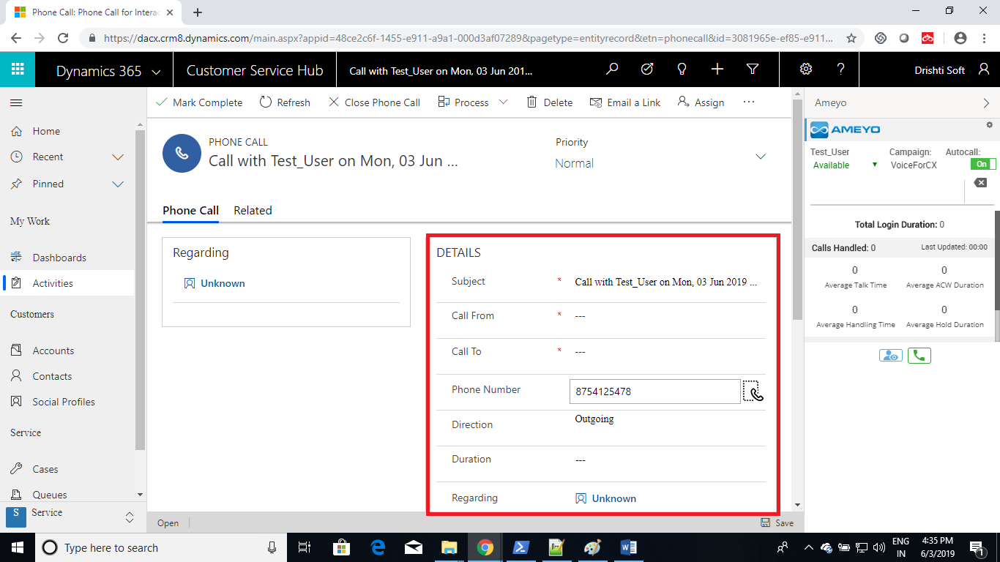 Phone Call: Phone Call for Interac
https://dacx.crm8.dynamics.com/main.aspx?appid=48ce2c6f-1455-e911-a9a1-000d3af07289&pagetype=entityrecord&etn=phonecall&id=3081965e-ef85-e911...
Dynamics 365
Customer Service Hub
Call with Test_User on Mon, 03 Jun 201...
Drishti Soft
Mark Complete
Refresh
Close Phone Call
Process
Delete
Email a Link
Assign
...
Home
Recent
Pinned
My Work
Dashboards
Activities
Customers
Accounts
Contacts
Social Profiles
Service
Cases
Queues
S
Service
PHONE CALL
Call with Test_User on Mon, 03 Jun ...
Priority
Normal
Phone Call
Related
Regarding
Unknown
DETAILS
Subject * Call with Test_User on Mon, 03 Jun 2019 ...
Call From * ---
Call To * ---
Phone Number 8754125478
Direction Outgoing
Duration ---
Regarding Unknown
Open
Save
Ameyo
AMEYO
Test_User Campaign: Autocall:
Available VoiceForCX On
Total Login Duration: 0
Calls Handled: 0 Last Updated: 00:00
0 0
Average Talk Time Average ACW Duration
0 0
Average Handling Time Average Hold Duration
Type here to search
ENG
IN
4:35 PM
6/3/2019
1